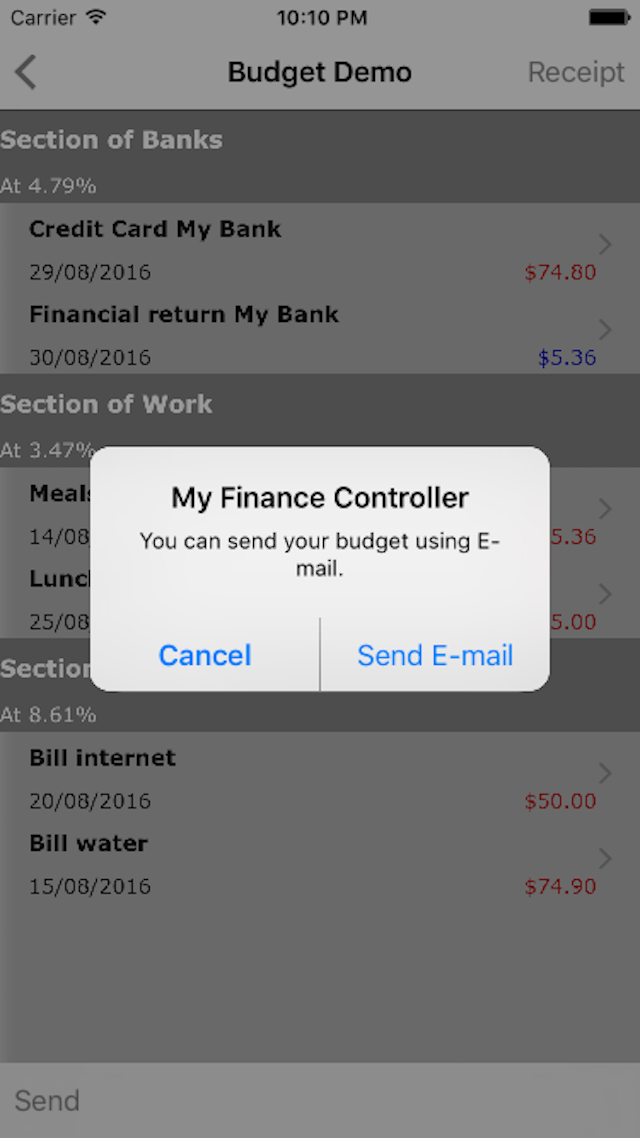 Carrier 10:10 PM
Budget Demo Receipt
Section of Banks
At 4.79%
Credit Card My Bank
29/08/2016 $74.80
Financial return My Bank
30/08/2016 $5.36
Section of Work
At 3.47%
My Finance Controller
You can send your budget using E-
mail.
Cancel Send E-mail
14/08 5.36
25/08 5.00
Section
At 8.61%
Bill internet
20/08/2016 $50.00
Bill water
15/08/2016 $74.90
Send